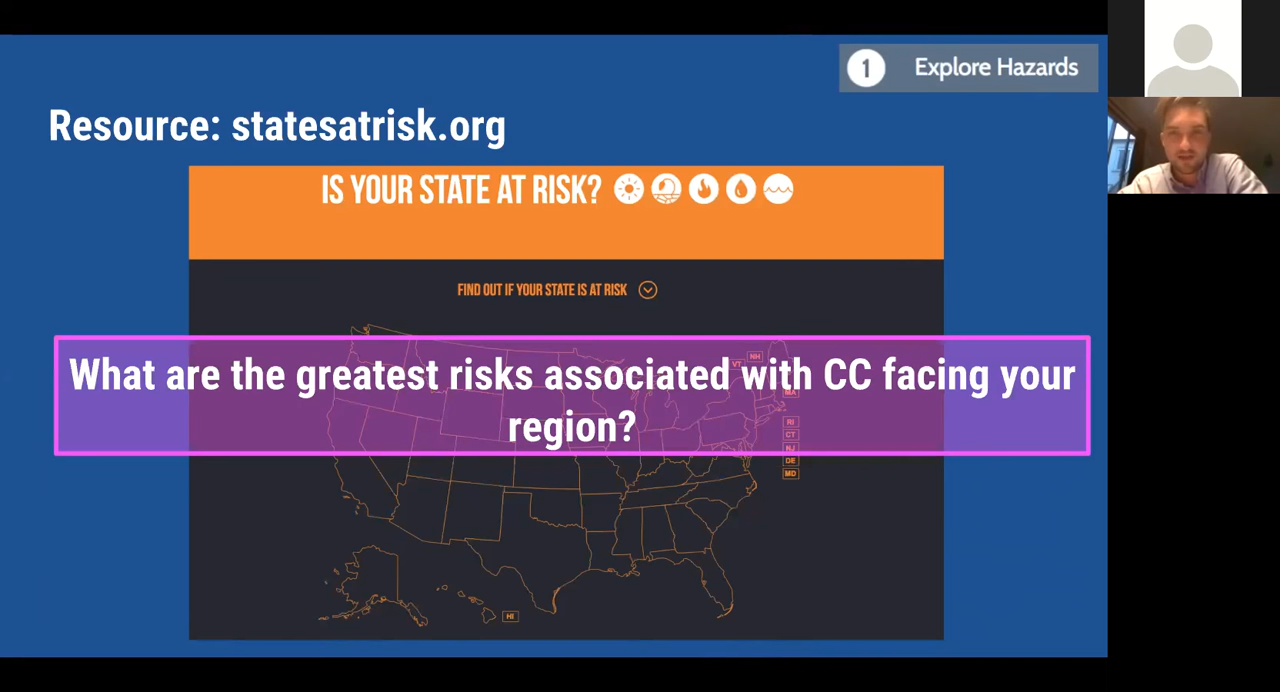 1 Explore Hazards
Resource: statesatrisk.org
IS YOUR STATE AT RISK?
FIND OUT IF YOUR STATE IS AT RISK
What are the greatest risks associated with CC facing your
region?
NH
VT
MA
RI
CT
NJ
DE
MD
HI